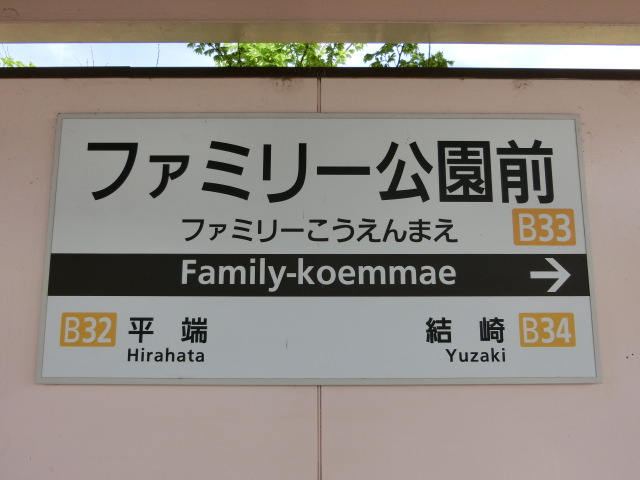 ファミリー公園前
ファミリーこうえんまえ B33
Family-koemmae →
B32 平端 結崎 B34
Hirahata Yuzaki